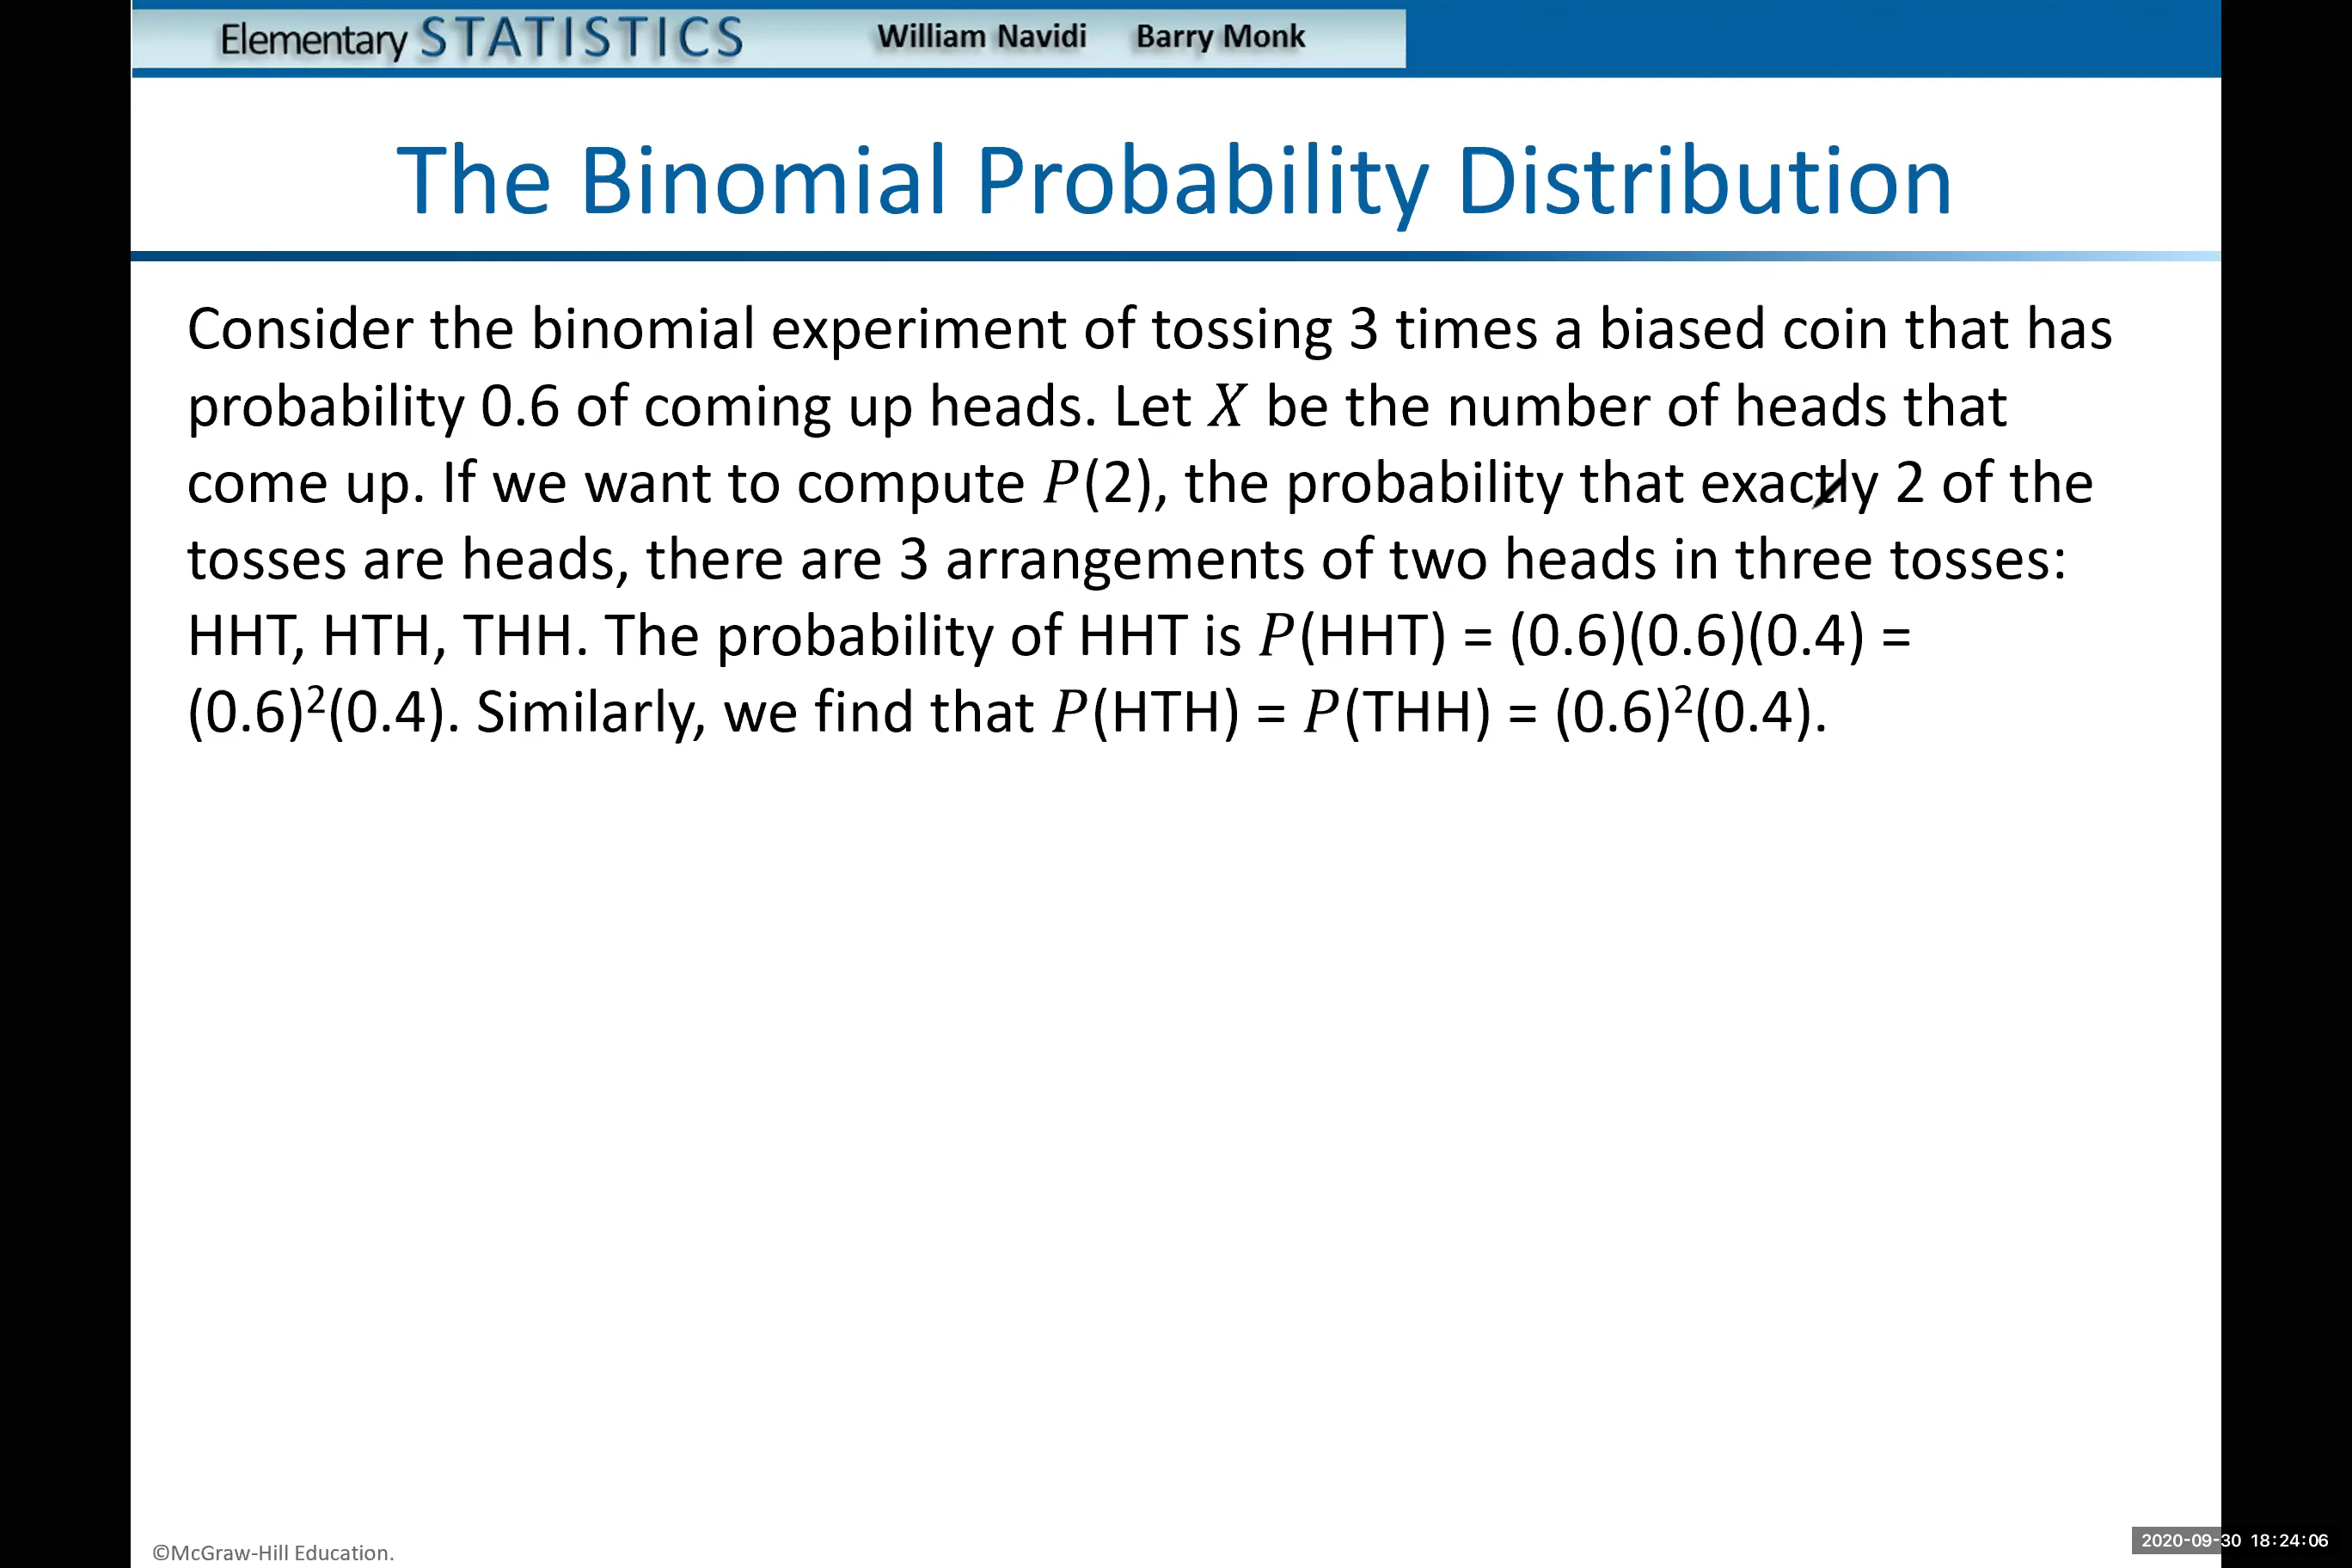 Elementary STATISTICS William Navidi Barry Monk
The Binomial Probability Distribution
Consider the binomial experiment of tossing 3 times a biased coin that has
probability 0.6 of coming up heads. Let X be the number of heads that
come up. If we want to compute P(2), the probability that exactly 2 of the
tosses are heads, there are 3 arrangements of two heads in three tosses:
HHT, HTH, THH. The probability of HHT is P(HHT) = (0.6)(0.6)(0.4) =
(0.6)²(0.4). Similarly, we find that P(HTH) = P(THH) = (0.6)²(0.4).
©McGraw-Hill Education.
2020-09-30 18:24:06